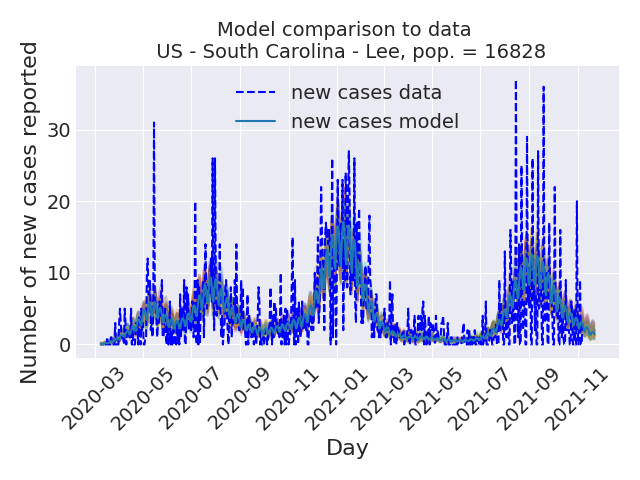 Model comparison to data
US - South Carolina - Lee, pop. = 16828
new cases data
new cases model
Number of new cases reported
30
20
10
0
2020-03
2020-05
2020-07
2020-09
2020-11
2021-01
2021-03
2021-05
2021-07
2021-09
2021-11
Day